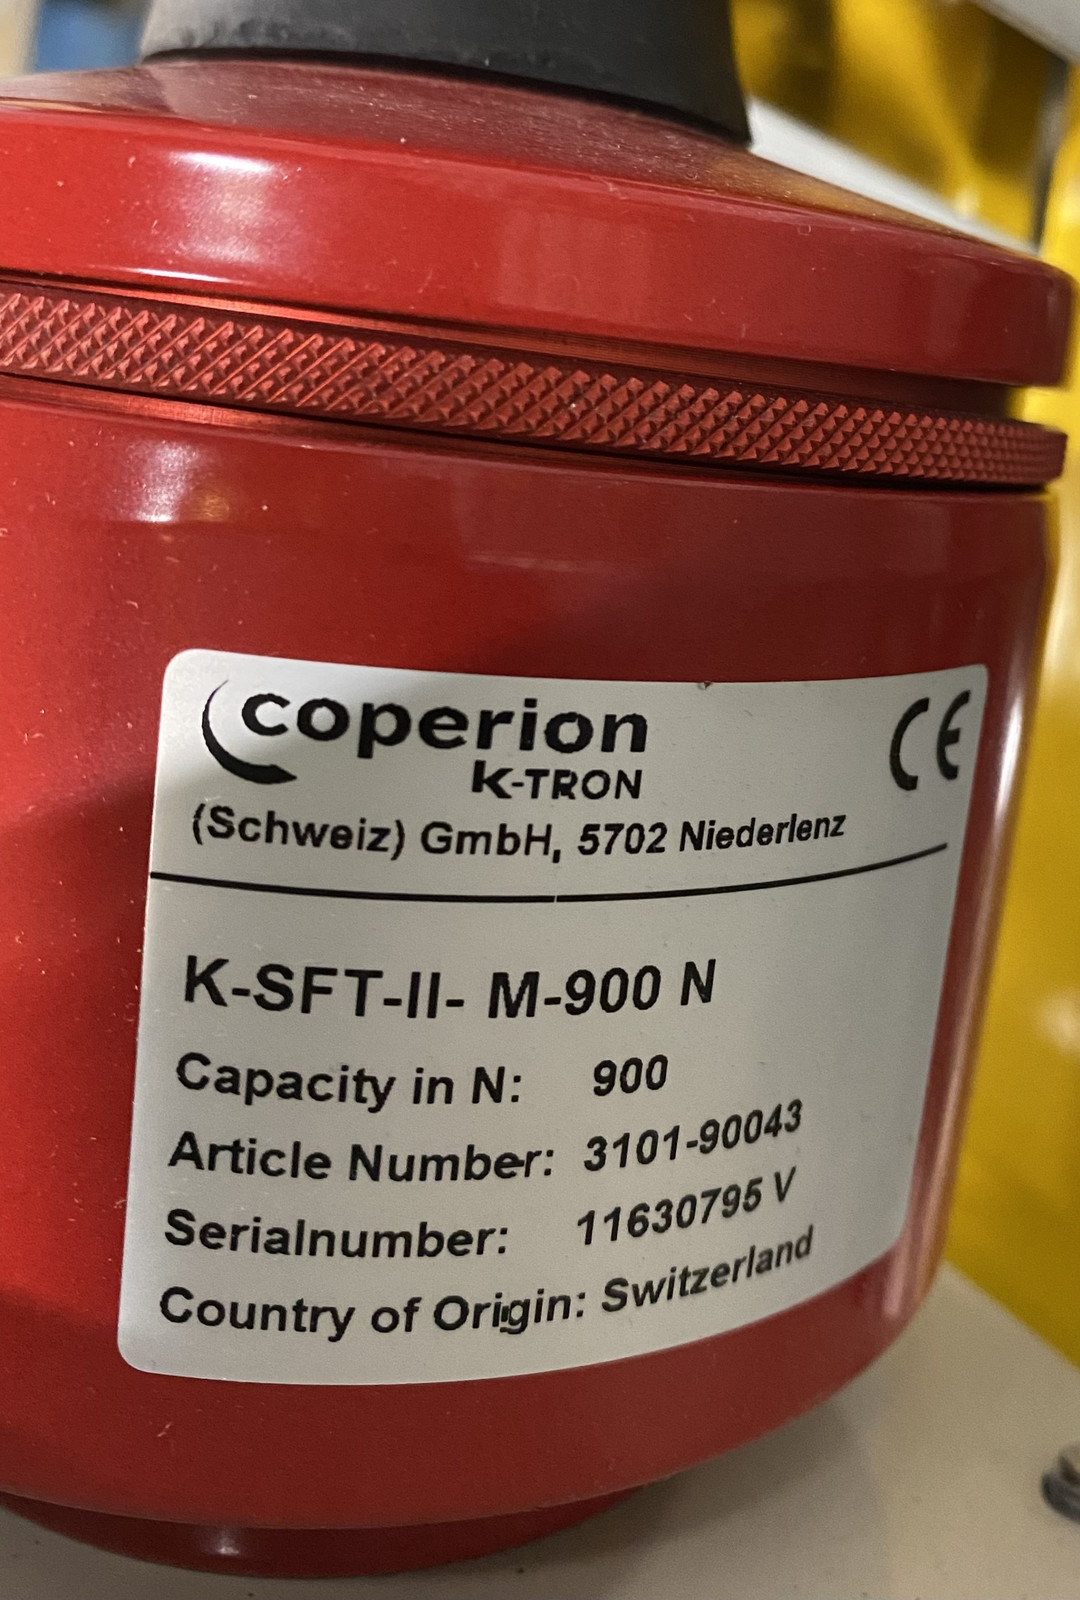 coperion
K-TRON
CE
(Schweiz) GmbH, 5702 Niederlenz
K-SFT-II- M-900 N
Capacity in N: 900
Article Number: 3101-90043
Serialnumber: 11630795 V
Country of Origin: Switzerland